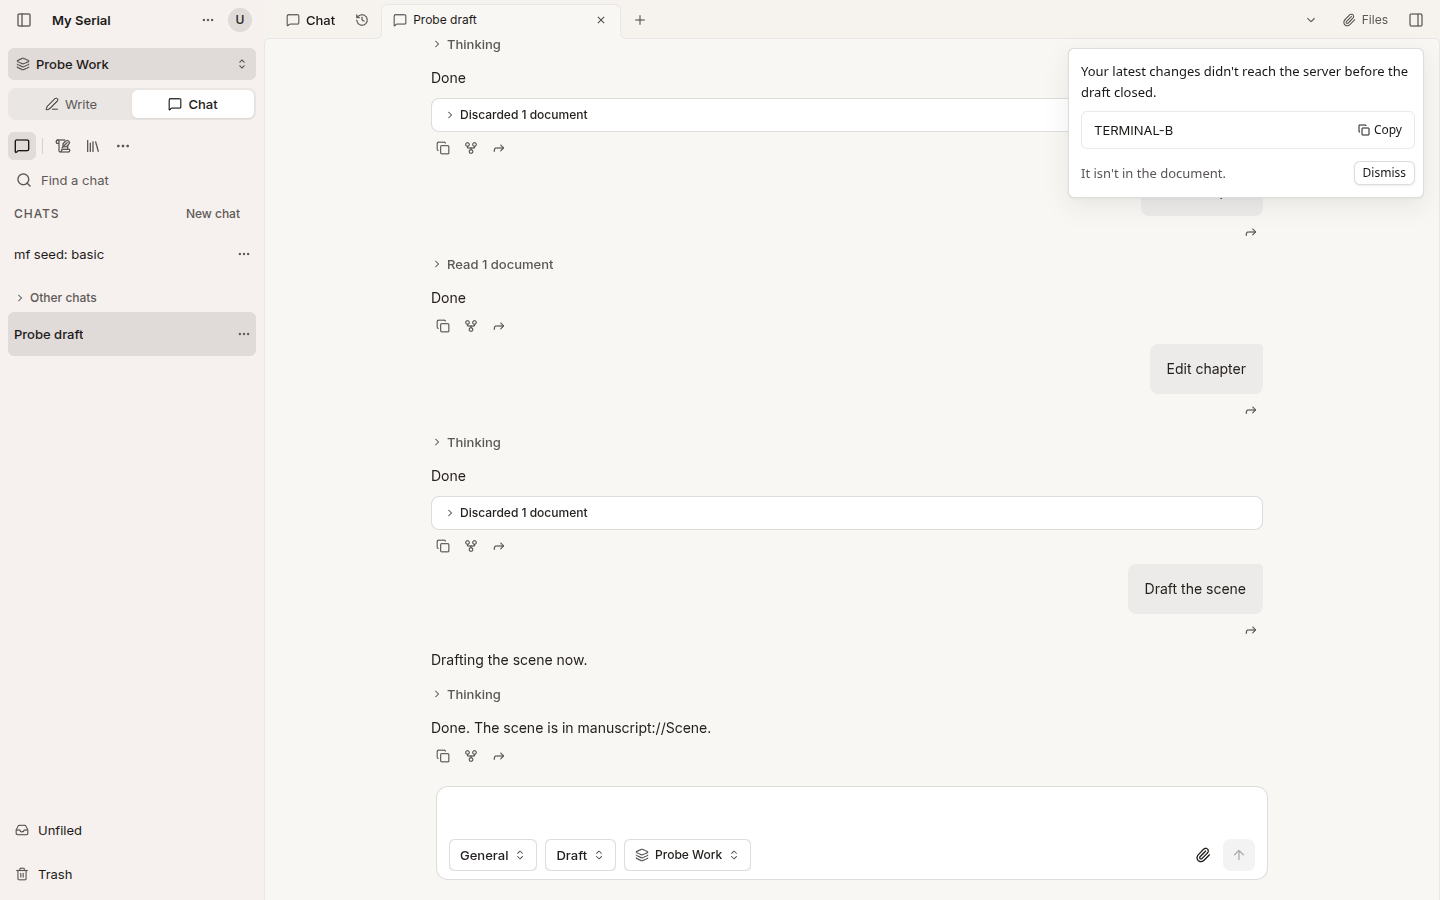 My Serial
U
Probe Work
Write
Chat
Find a chat
CHATS
New chat
mf seed: basic
Other chats
Probe draft
Unfiled
Trash
Chat
Probe draft
Files
Thinking
Done
Discarded 1 document
Read 1 document
Done
Edit chapter
Thinking
Done
Discarded 1 document
Draft the scene
Drafting the scene now.
Thinking
Done. The scene is in manuscript://Scene.
General
Draft
Probe Work
Your latest changes didn't reach the server before the
draft closed.
TERMINAL-B
Copy
It isn't in the document.
Dismiss